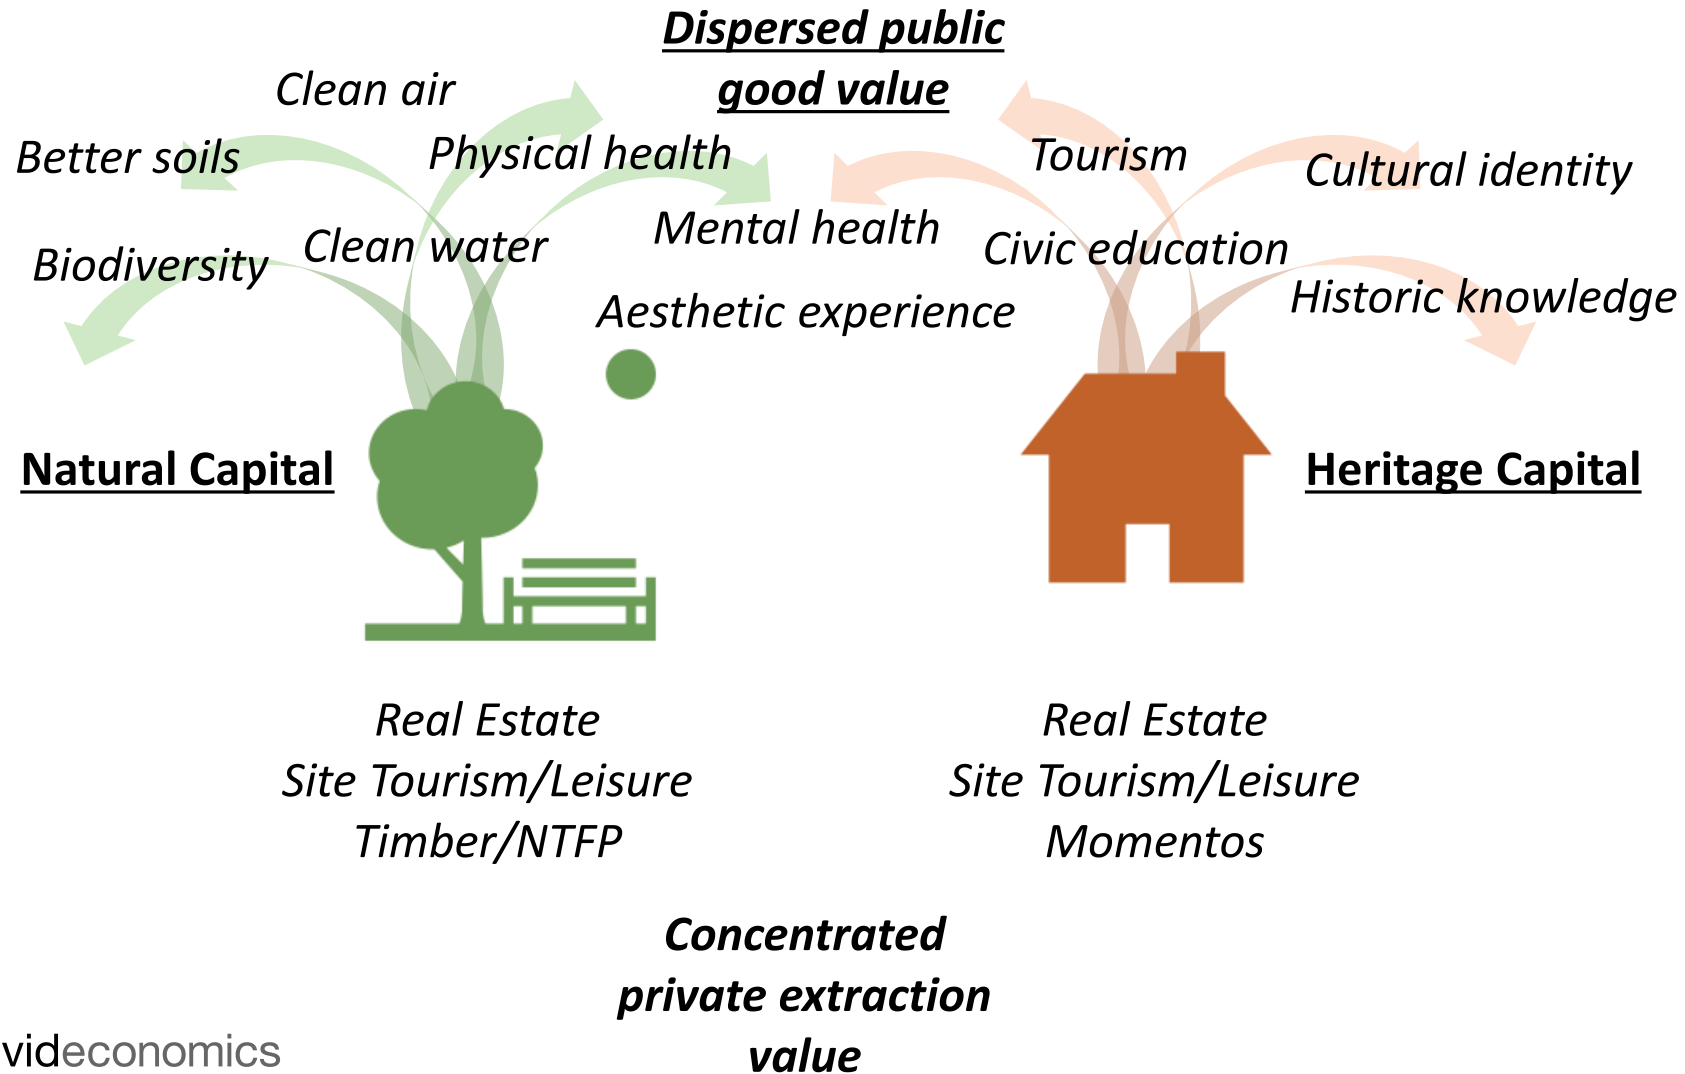 Dispersed public
good value
Clean air
Better soils
Physical health
Tourism
Cultural identity
Biodiversity
Clean water
Mental health
Civic education
Historic knowledge
Aesthetic experience
Natural Capital
Heritage Capital
Real Estate
Site Tourism/Leisure
Timber/NTFP
Real Estate
Site Tourism/Leisure
Momentos
Concentrated
private extraction
value
videconomics